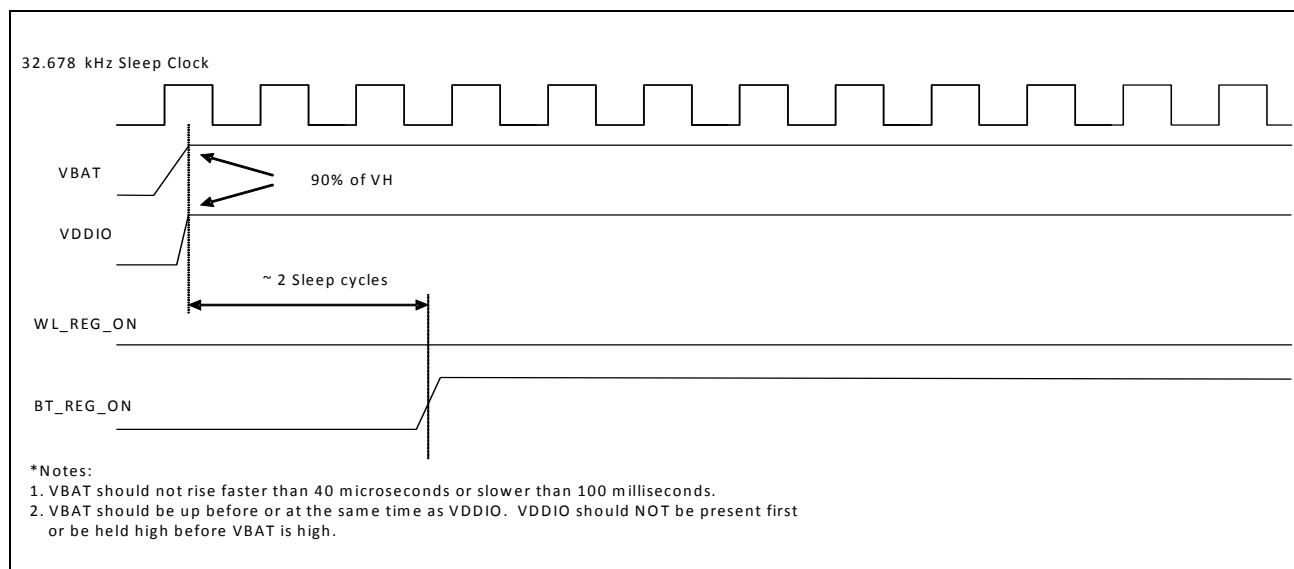 32.678 kHz Sleep Clock
VBAT
90% of VH
VDDIO
~ 2 Sleep cycles
WL_REG_ON
BT_REG_ON
*Notes:
1. VBAT should not rise faster than 40 microseconds or slower than 100 milliseconds.
2. VBAT should be up before or at the same time as VDDIO. VDDIO should NOT be present first
or be held high before VBAT is high.